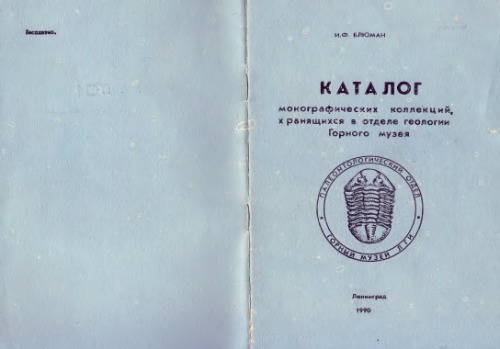 Бесплатно.
И.Ф. БЛЮМАН
КАТАЛОГ
монографических коллекций,
хранящихся в отделе геологии
Горного музея
ПАЛЕОНТОЛОГИЧЕСКИЙ ОТДЕЛ
ГОРНЫЙ МУЗЕЙ ЛГИ
Ленинград
1990